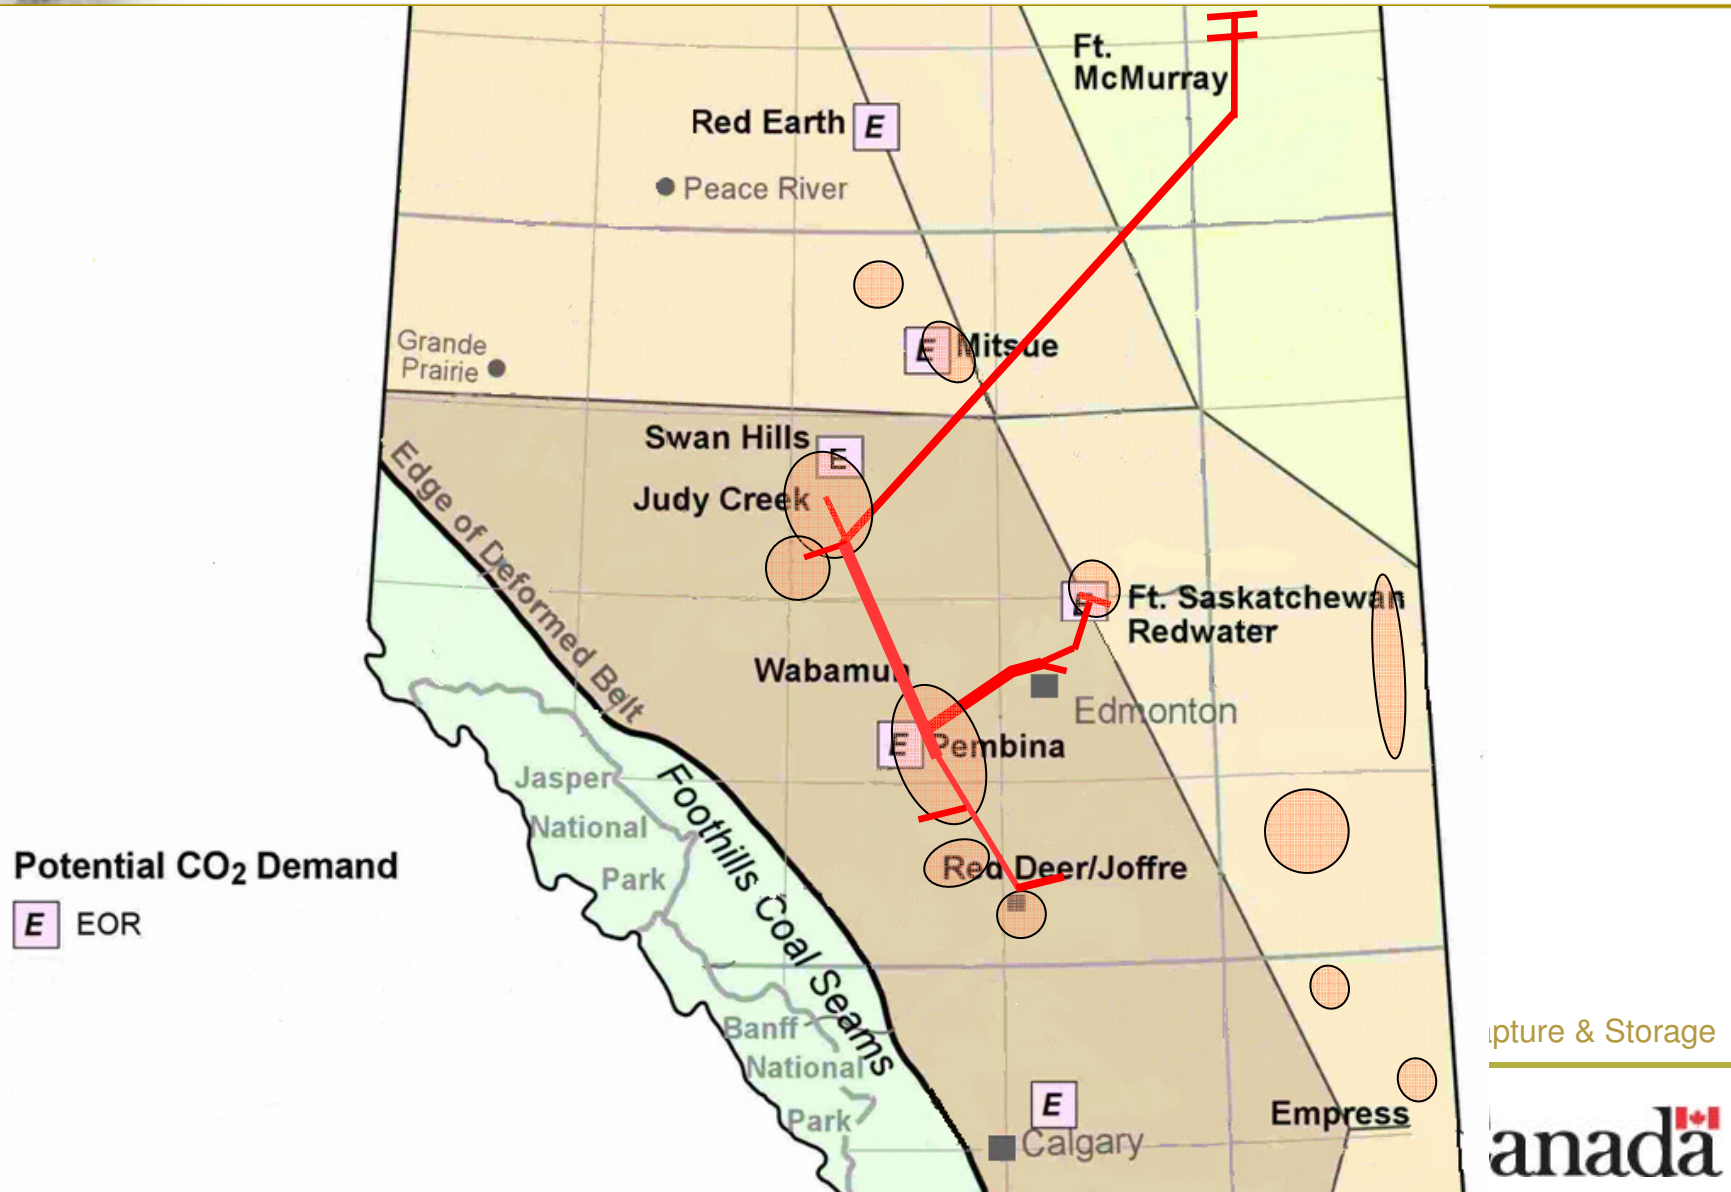 Ft.
McMurray
Red Earth E
Peace River
Grande
Prairie
E Mitsue
Swan Hills
E
Judy Creek
Edge of Deformed Belt
E
Ft. Saskatchewan
Redwater
Wabamun
Edmonton
E Pembina
Jasper
National
Park
Foothills Coal Seams
Red Deer/Joffre
Potential CO2 Demand
E EOR
Banff
National
Park
pture & Storage
E
Empress
Calgary
anada